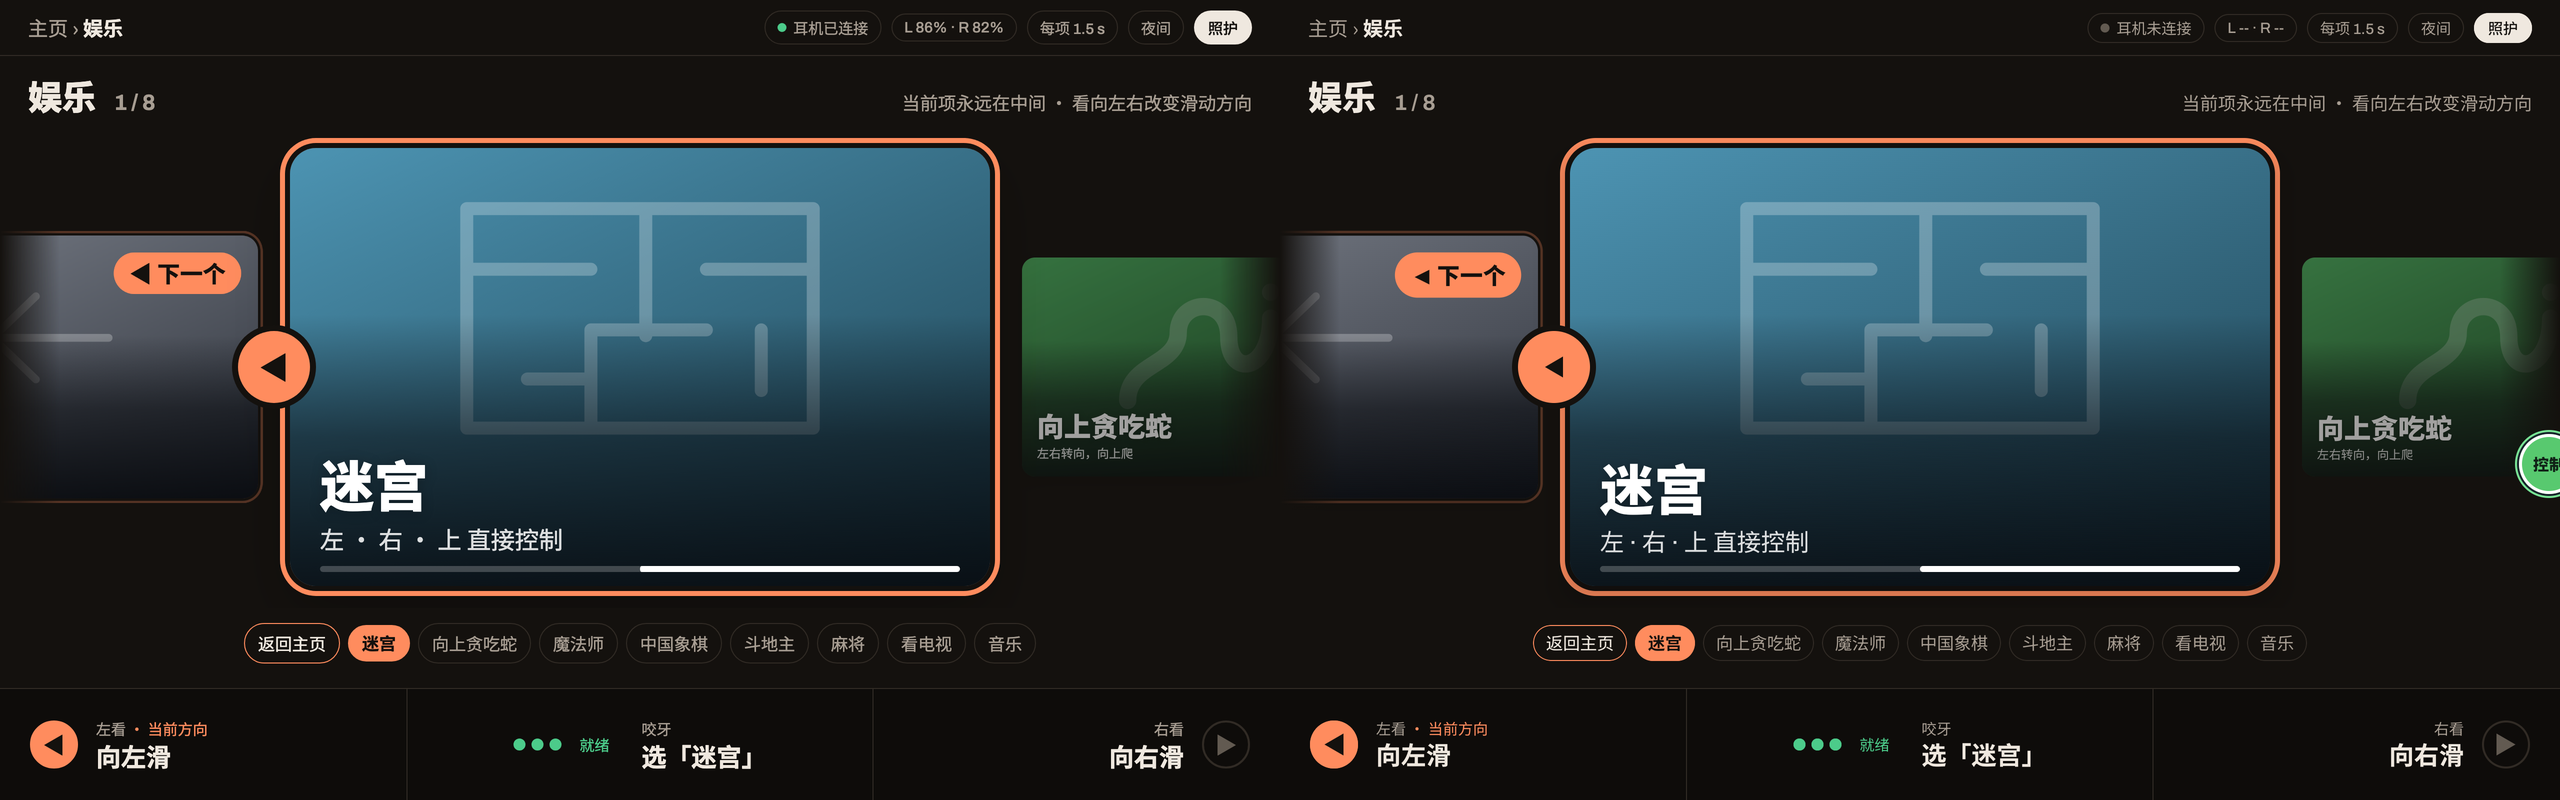 主页 › 娱乐
耳机已连接
L 86% · R 82%
每项 1.5 s
夜间
照护
娱乐 1 / 8
当前项永远在中间 · 看向左右改变滑动方向
◀ 下一个
迷宫
左 · 右 · 上 直接控制
向上贪吃蛇
左右转向，向上爬
返回主页
迷宫
向上贪吃蛇
魔法师
中国象棋
斗地主
麻将
看电视
音乐
左看 · 当前方向
向左滑
就绪
咬牙
选「迷宫」
右看
向右滑
主页 › 娱乐
耳机未连接
L -- · R --
每项 1.5 s
夜间
照护
娱乐 1 / 8
当前项永远在中间 · 看向左右改变滑动方向
◀ 下一个
迷宫
左 · 右 · 上 直接控制
向上贪吃蛇
左右转向，向上爬
控制
返回主页
迷宫
向上贪吃蛇
魔法师
中国象棋
斗地主
麻将
看电视
音乐
左看 · 当前方向
向左滑
就绪
咬牙
选「迷宫」
右看
向右滑